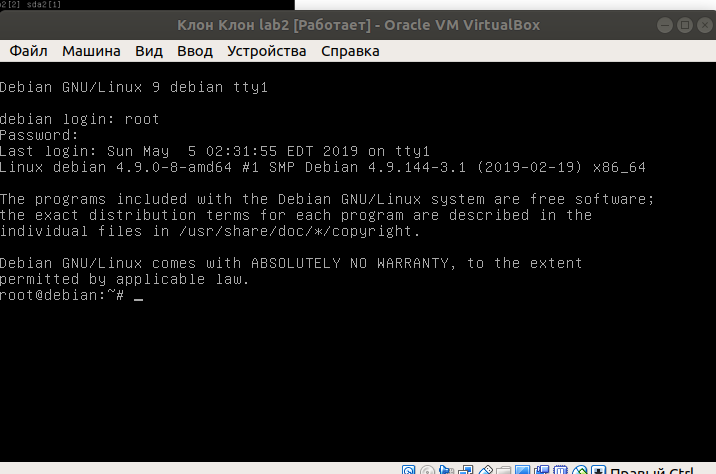 a2[2] sda2[1]
Клон Клон lab2 [Работает] - Oracle VM VirtualBox
Файл Машина Вид Ввод Устройства Справка
Debian GNU/Linux 9 debian tty1
debian login: root
Password:
Last login: Sun May  5 02:31:55 EDT 2019 on tty1
Linux debian 4.9.0-8-amd64 #1 SMP Debian 4.9.144-3.1 (2019-02-19) x86_64
The programs included with the Debian GNU/Linux system are free software;
the exact distribution terms for each program are described in the
individual files in /usr/share/doc/*/copyright.
Debian GNU/Linux comes with ABSOLUTELY NO WARRANTY, to the extent
permitted by applicable law.
root@debian:~# _
Правый Ctrl